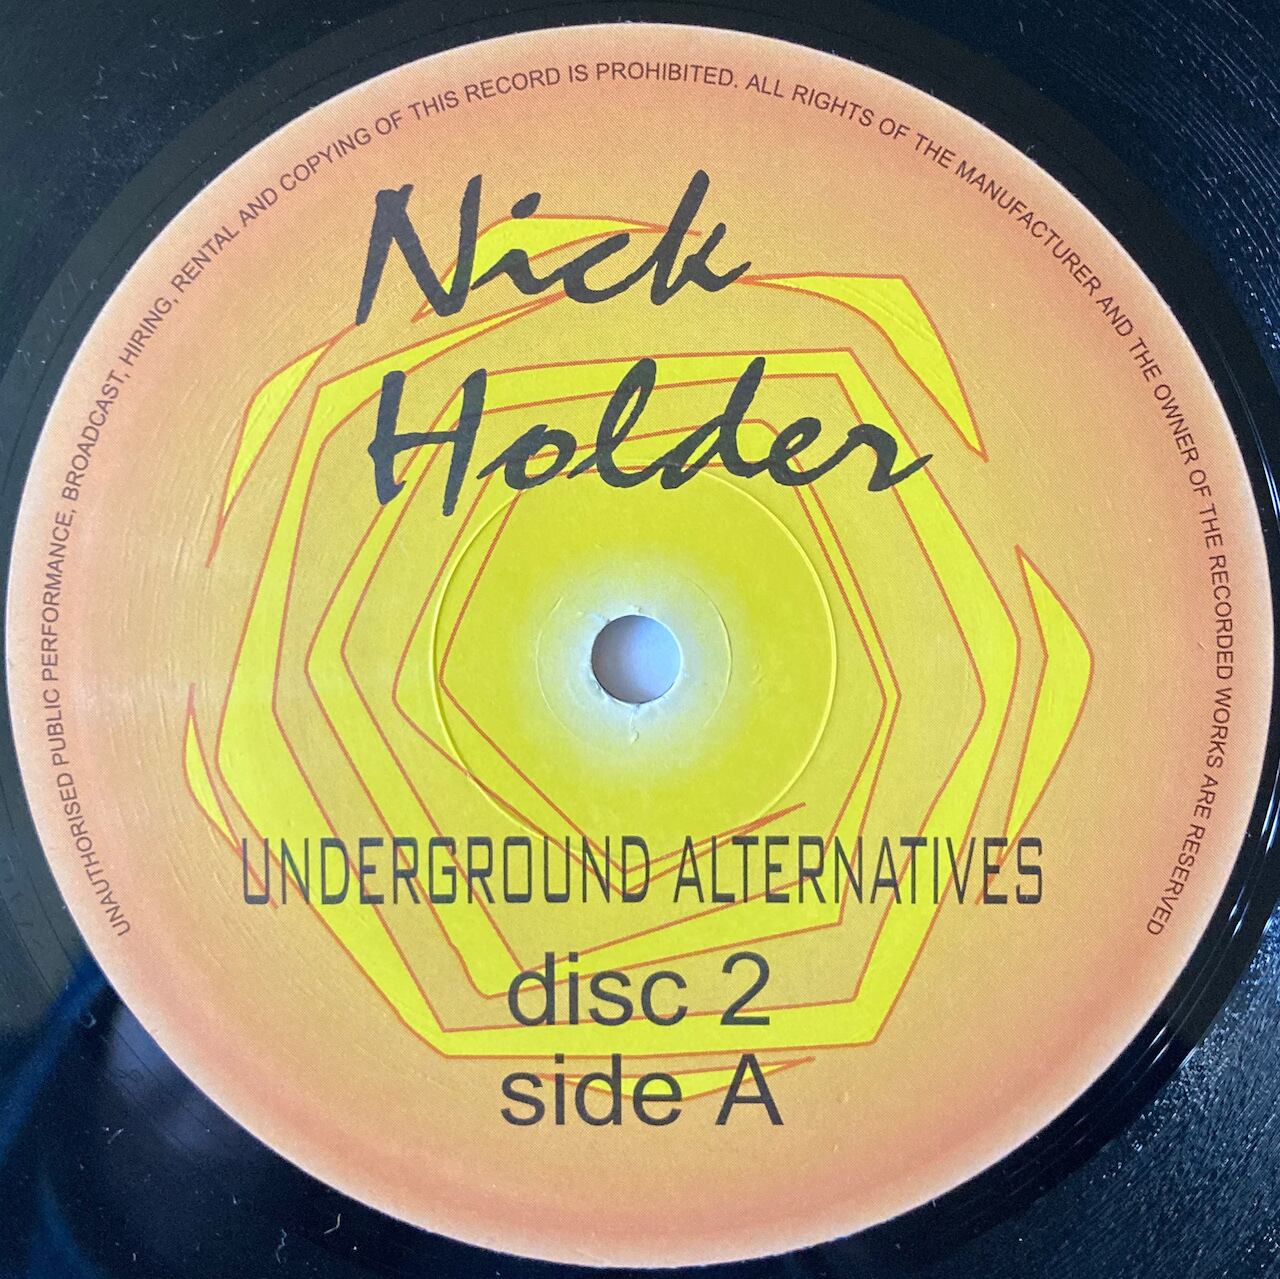 UNAUTHORISED PUBLIC PERFORMANCE, BROADCAST, HIRING, RENTAL AND COPYING OF THIS RECORD IS PROHIBITED. ALL RIGHTS OF THE MANUFACTURER AND THE OWNER OF THE RECORDED WORKS ARE RESERVED
Nick
Holder
UNDERGROUND ALTERNATIVES
disc 2
side A